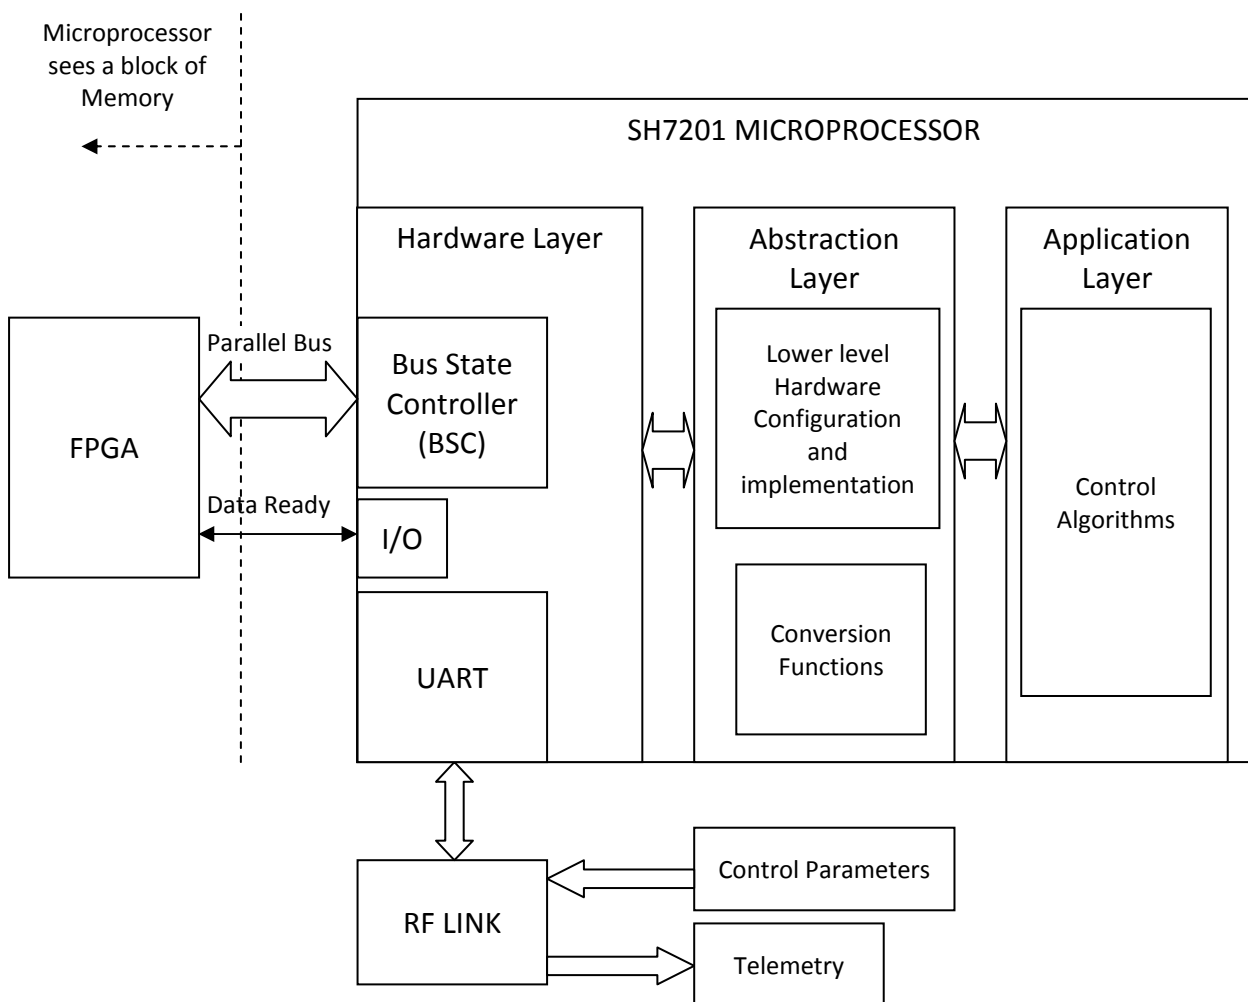 Microprocessor
sees a block of
Memory
SH7201 MICROPROCESSOR
Hardware Layer
Abstraction
Layer
Application
Layer
FPGA
Parallel Bus
Data Ready
Bus State
Controller
(BSC)
I/O
UART
Lower level
Hardware
Configuration
and
implementation
Conversion
Functions
Control
Algorithms
RF LINK
Control Parameters
Telemetry